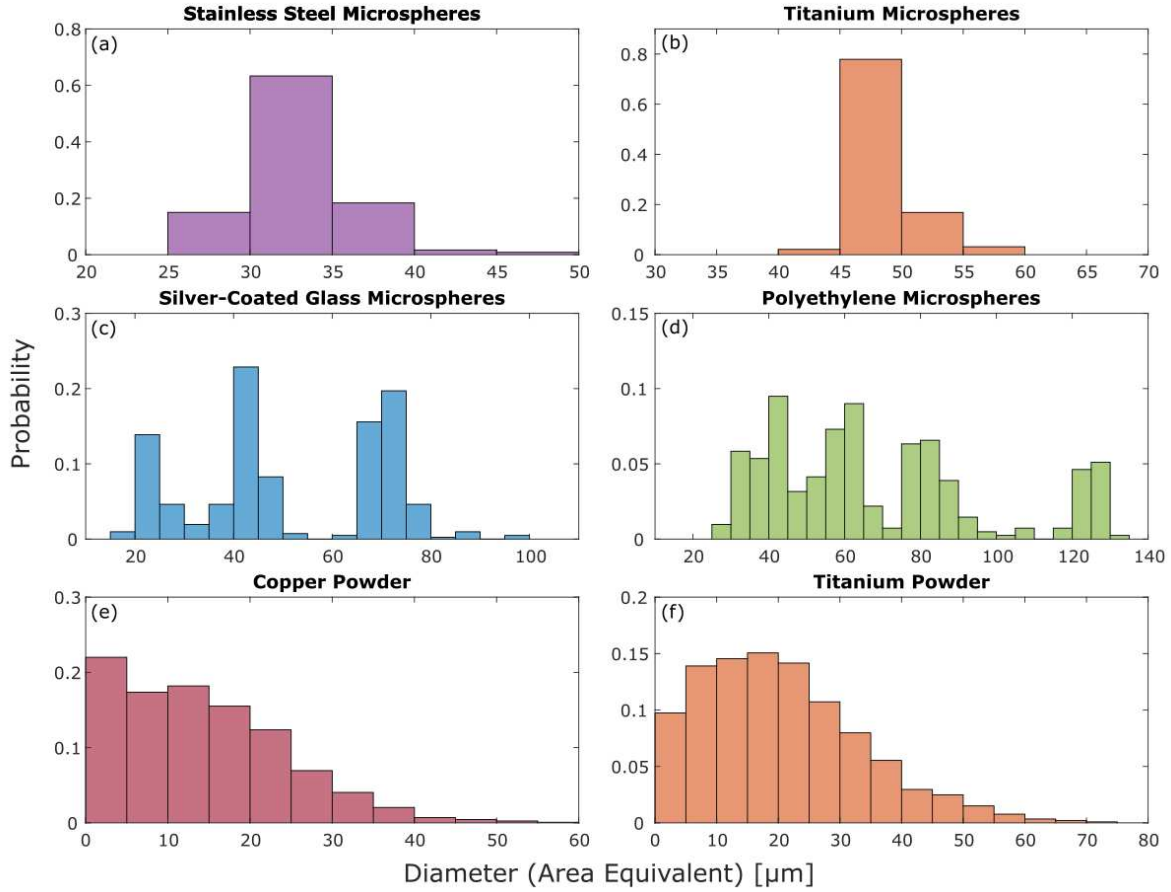 Stainless Steel Microspheres
(a)
0.8
0.6
0.4
0.2
0
20 25 30 35 40 45 50
Titanium Microspheres
(b)
0.8
0.6
0.4
0.2
0
30 35 40 45 50 55 60 65 70
Silver-Coated Glass Microspheres
(c)
0.3
0.2
0.1
0
20 40 60 80 100
Polyethylene Microspheres
(d)
0.15
0.1
0.05
0
20 40 60 80 100 120 140
Probability
Copper Powder
(e)
0.3
0.2
0.1
0
0 10 20 30 40 50 60
Titanium Powder
(f)
0.2
0.15
0.1
0.05
0
0 10 20 30 40 50 60 70 80
Diameter (Area Equivalent) [µm]